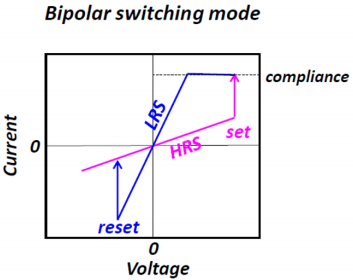 Bipolar switching mode
compliance
LRS
set
HRS
Current
0
reset
0
Voltage